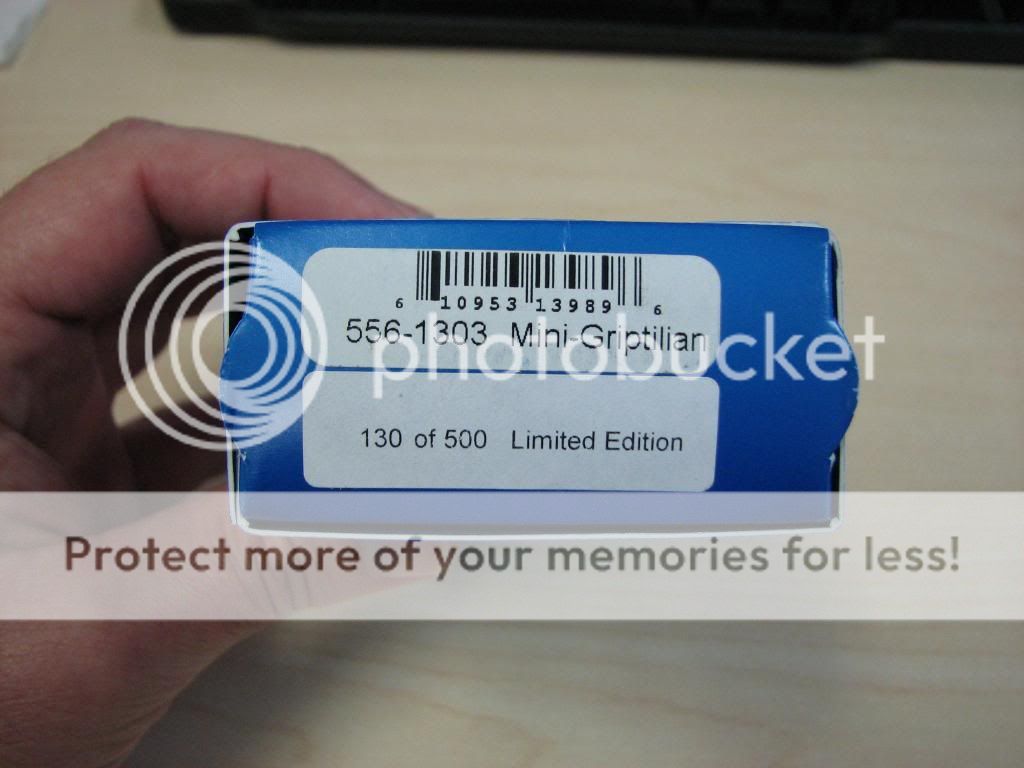 6 10953 13989 6
556-1303 Mini-Griptilian
photobucket
130 of 500 Limited Edition
Protect more of your memories for less!